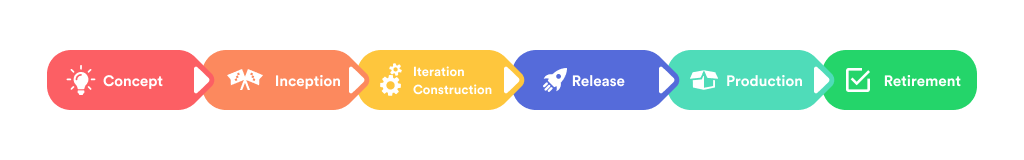 Concept
Inception
Iteration
Construction
Release
Production
Retirement